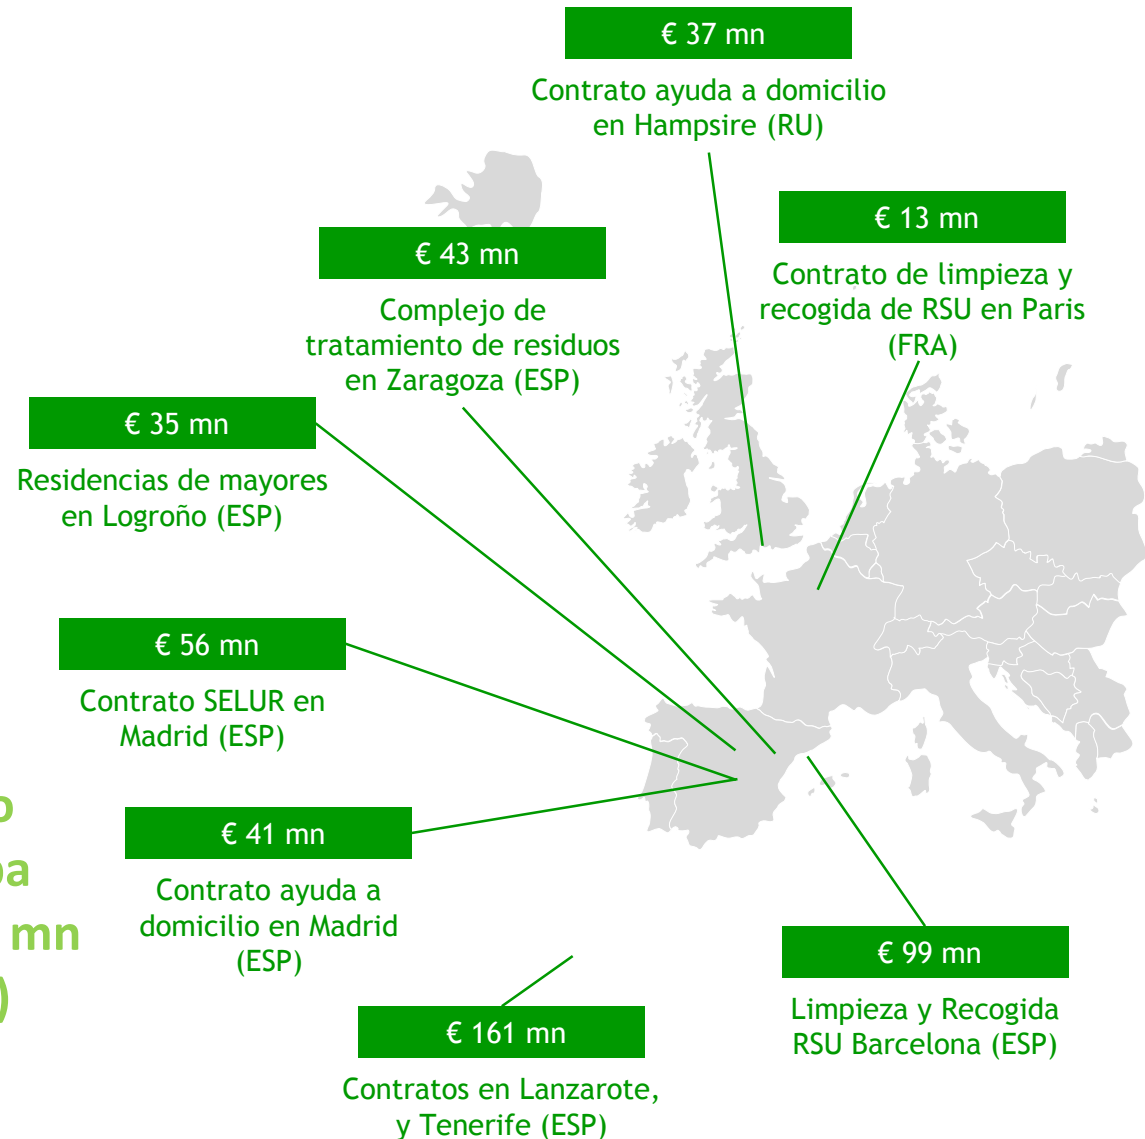 € 37 mn
Contrato ayuda a domicilio
en Hampsire (RU)
€ 13 mn
Contrato de limpieza y
recogida de RSU en Paris
(FRA)
€ 43 mn
Complejo de
tratamiento de residuos
en Zaragoza (ESP)
€ 35 mn
Residencias de mayores
en Logroño (ESP)
€ 56 mn
Contrato SELUR en
Madrid (ESP)
€ 41 mn
Contrato ayuda a
domicilio en Madrid
(ESP)
mn
)
€ 99 mn
Limpieza y Recogida
RSU Barcelona (ESP)
€ 161 mn
Contratos en Lanzarote,
y Tenerife (ESP)